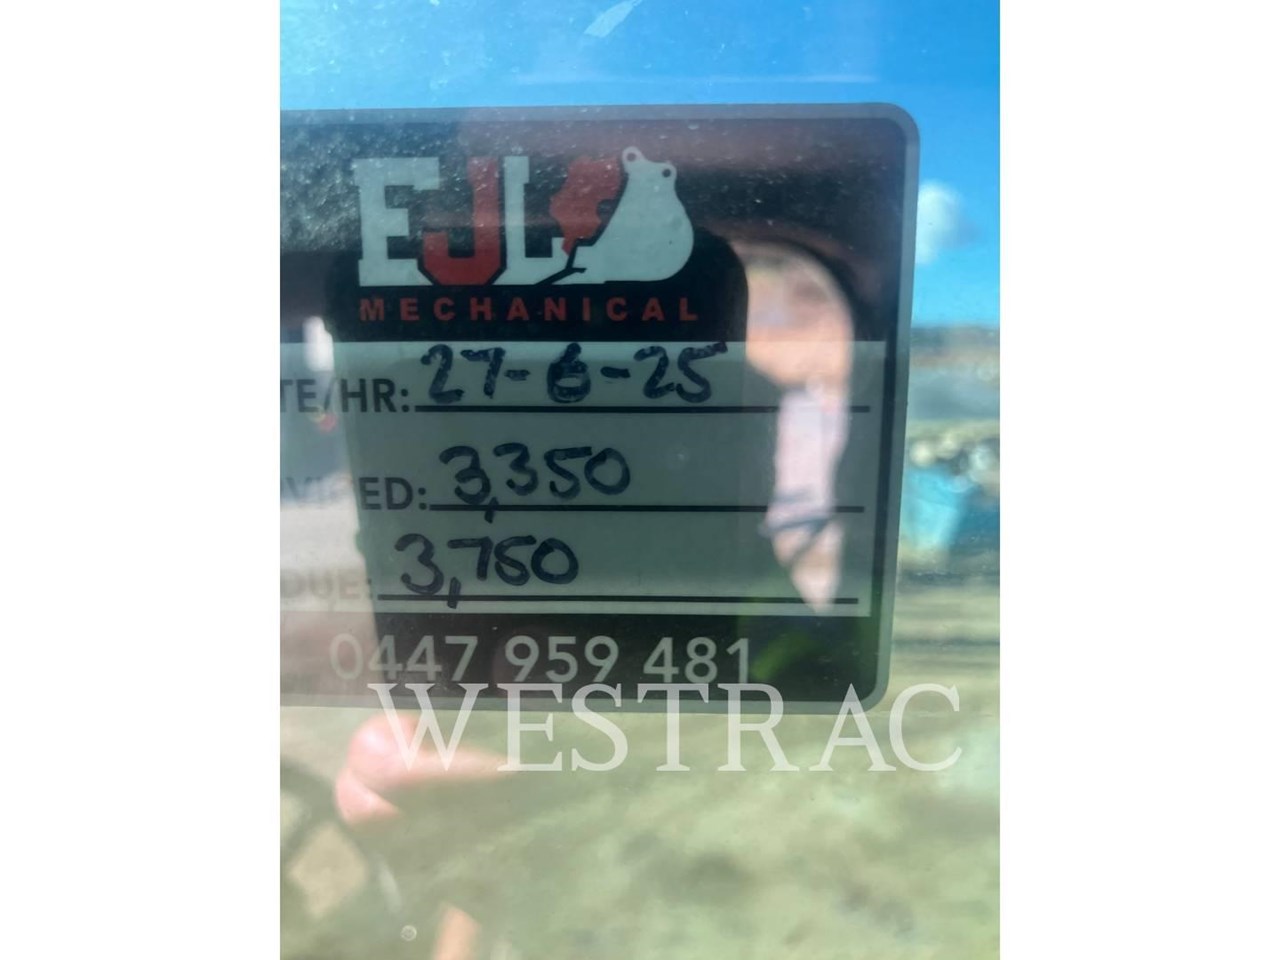 EJL
MECHANICAL
TE/HR: 27-6-25
ED: 3,350
DUE: 3,750
0447 959 481
WESTRAC